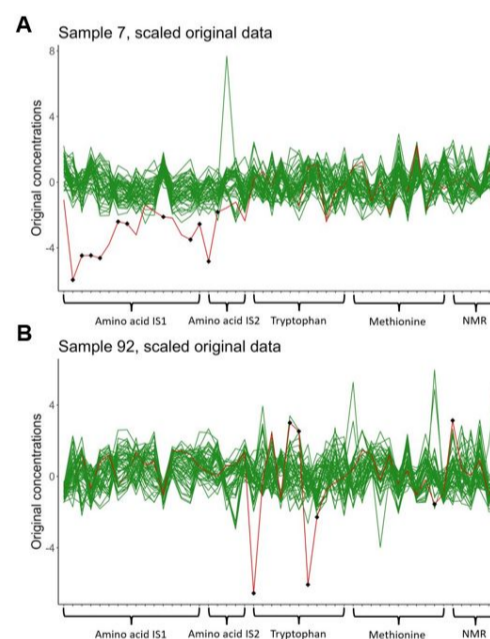 A
Sample 7, scaled original data
Original concentrations
8
4
0
-4
Amino acid IS1 Amino acid IS2 Tryptophan Methionine NMR
B
Sample 92, scaled original data
Original concentrations
4
0
-4
Amino acid IS1 Amino acid IS2 Tryptophan Methionine NMR